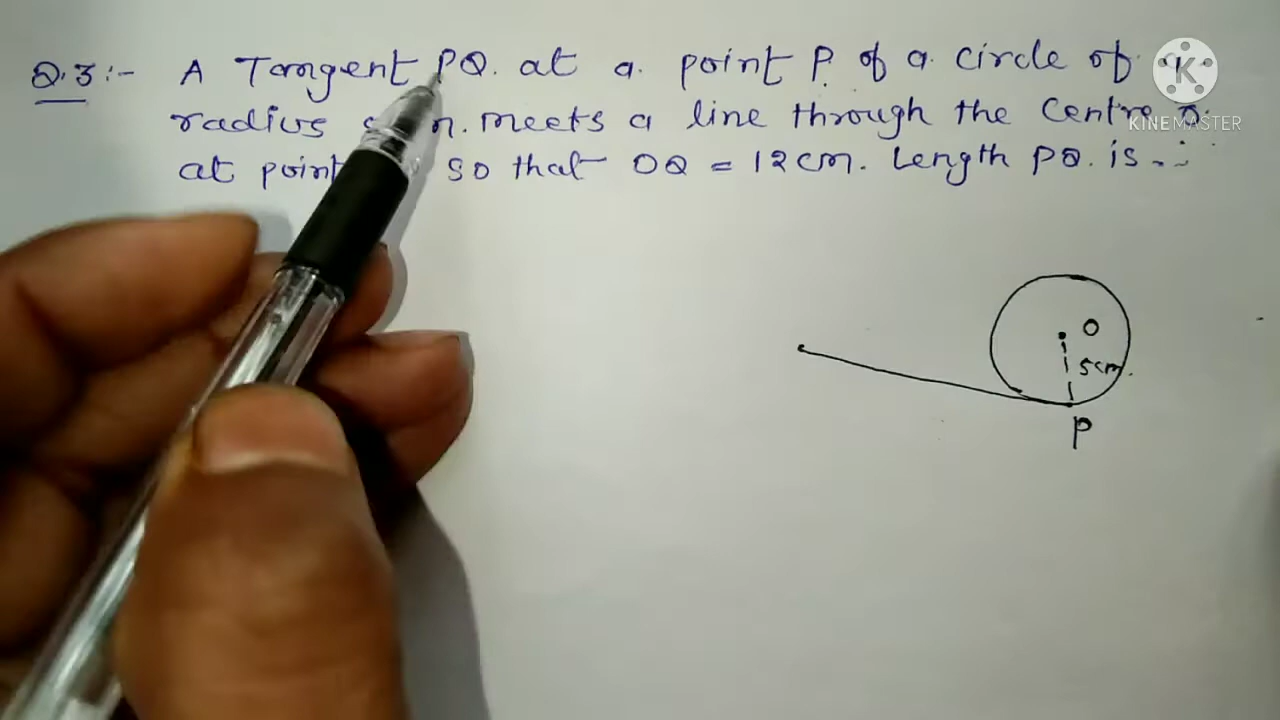 Q.3:- A Tangent PQ. at a point P. of a circle of
radius meets a line through the Centre
at point so that OQ = 12cm. Length PQ. is..
K
KINEMASTER
O
5cm.
P